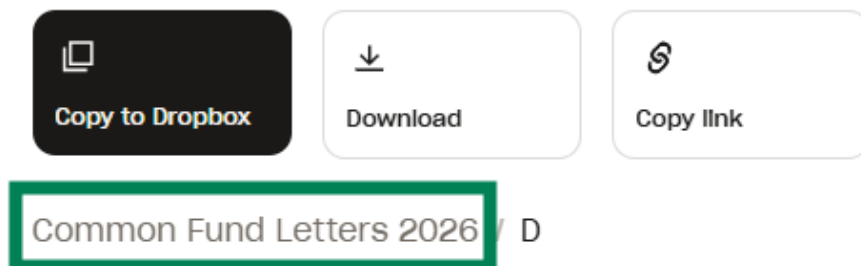 Copy to Dropbox Download Copy link
Common Fund Letters 2026 / D